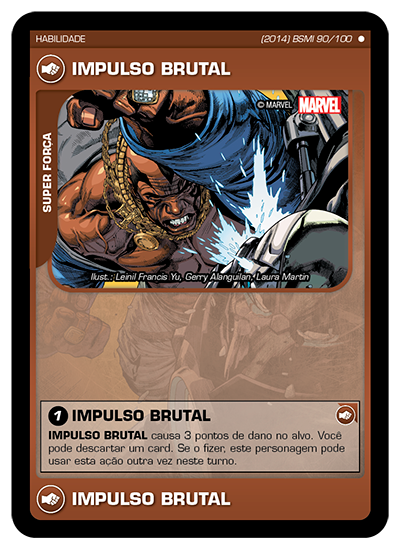 HABILIDADE (2014) BSMI 90/100
IMPULSO BRUTAL
© MARVEL MARVEL
SUPER FORÇA
Ilust.: Leinil Francis Yu, Gerry Alanguilan, Laura Martin
1 IMPULSO BRUTAL
IMPULSO BRUTAL causa 3 pontos de dano no alvo. Você
pode descartar um card. Se o fizer, este personagem pode
usar esta ação outra vez neste turno.
IMPULSO BRUTAL